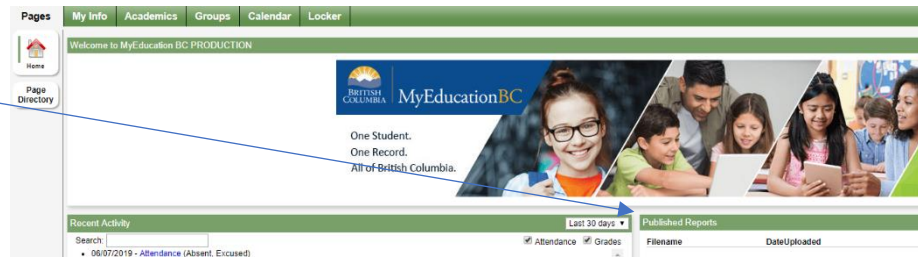 Pages
My Info Academics Groups Calendar Locker
Home
Page
Directory
Welcome to MyEducation BC PRODUCTION
BRITISH
COLUMBIA
MyEducationBC
One Student.
One Record.
All of British Columbia.
Recent Activity
Last 30 days
Search:
Attendance Grades
06/07/2019 - Attendance (Absent, Excused)
Published Reports
Filename DateUploaded